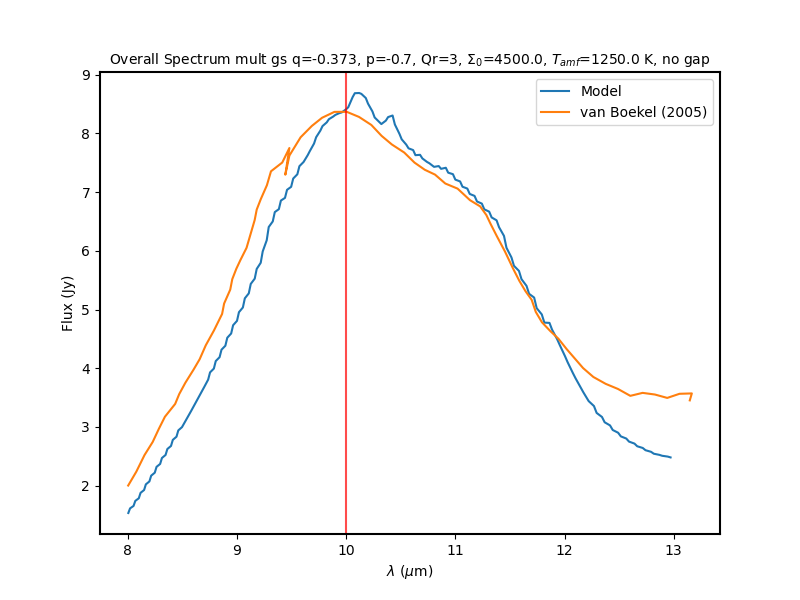 Overall Spectrum mult gs q=-0.373, p=-0.7, Qr=3, Σ₀=4500.0, Tₐₘf=1250.0 K, no gap
Model
van Boekel (2005)
9
8
7
6
5
4
3
2
Flux (Jy)
8 9 10 11 12 13
λ (μm)